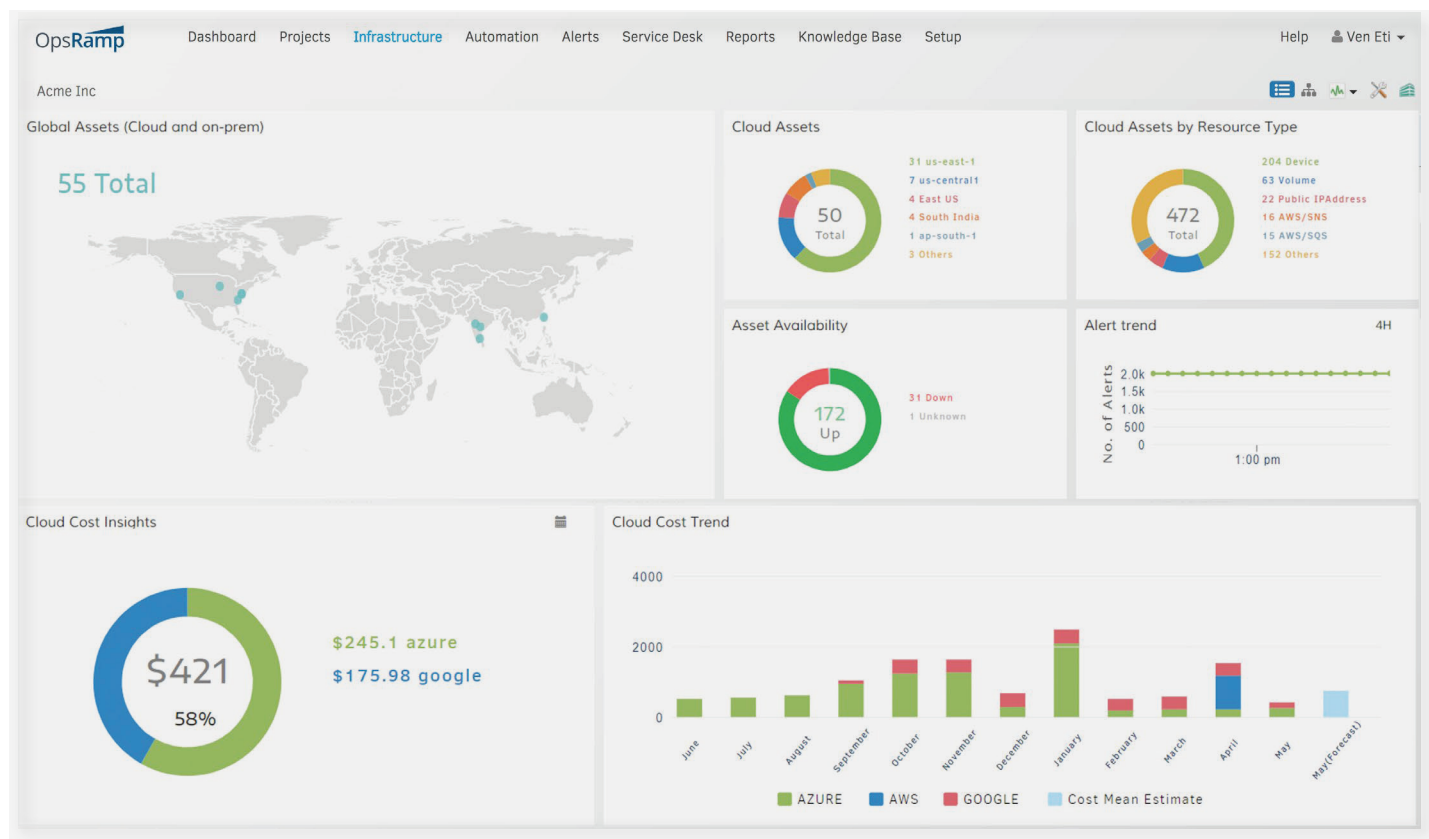 OpsRamp Dashboard Projects Infrastructure Automation Alerts Service Desk Reports Knowledge Base Setup Help Ven Eti
Acme Inc
Global Assets (Cloud and on-prem)
55 Total
Cloud Assets
50
Total
31 us-east-1
7 us-central1
4 East US
4 South India
1 ap-south-1
3 Others
Cloud Assets by Resource Type
472
Total
204 Device
63 Volume
22 Public IPAddress
16 AWS/SNS
15 AWS/SQS
152 Others
Asset Availability
172
Up
31 Down
1 Unknown
Alert trend 4H
No. of Alerts
2.0k
1.5k
1.0k
500
0
1:00 pm
Cloud Cost Insights
$421
58%
$245.1 azure
$175.98 google
Cloud Cost Trend
4000
2000
0
June July August September October November December January February March April May May(Forecast)
AZURE AWS GOOGLE Cost Mean Estimate